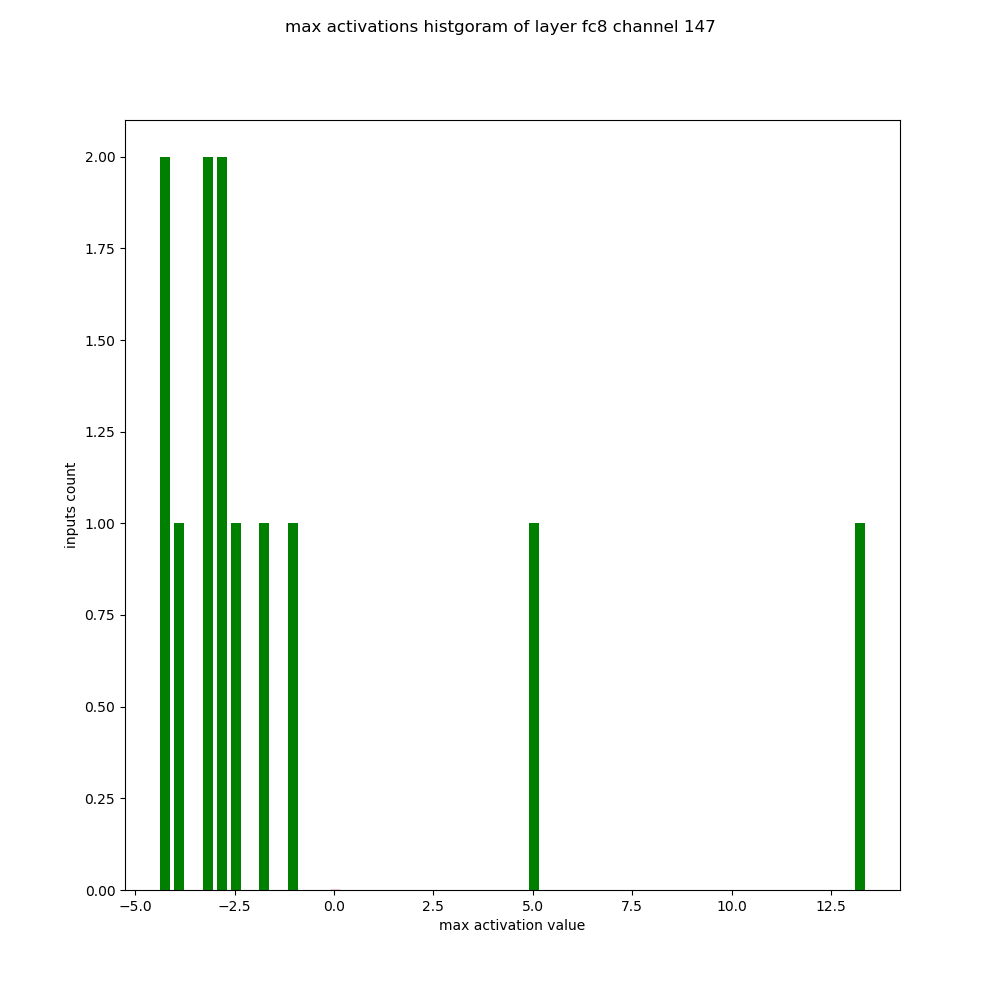 max activations histgoram of layer fc8 channel 147
2.00
1.75
1.50
1.25
1.00
0.75
0.50
0.25
0.00
inputs count
−5.0 −2.5 0.0 2.5 5.0 7.5 10.0 12.5
max activation value